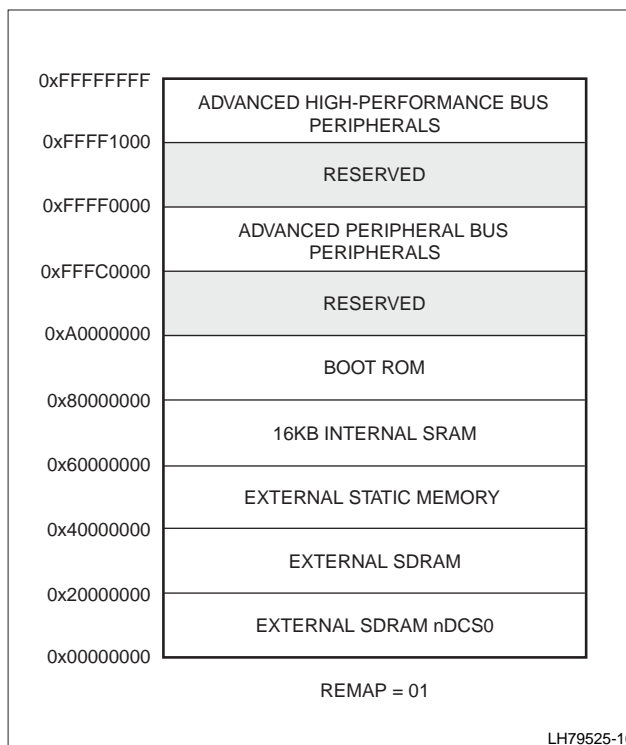 0xFFFFFFFF
ADVANCED HIGH-PERFORMANCE BUS
PERIPHERALS
0xFFFF1000
RESERVED
0xFFFF0000
ADVANCED PERIPHERAL BUS
PERIPHERALS
0xFFFC0000
RESERVED
0xA0000000
BOOT ROM
0x80000000
16KB INTERNAL SRAM
0x60000000
EXTERNAL STATIC MEMORY
0x40000000
EXTERNAL SDRAM
0x20000000
EXTERNAL SDRAM nDCS0
0x00000000
REMAP = 01